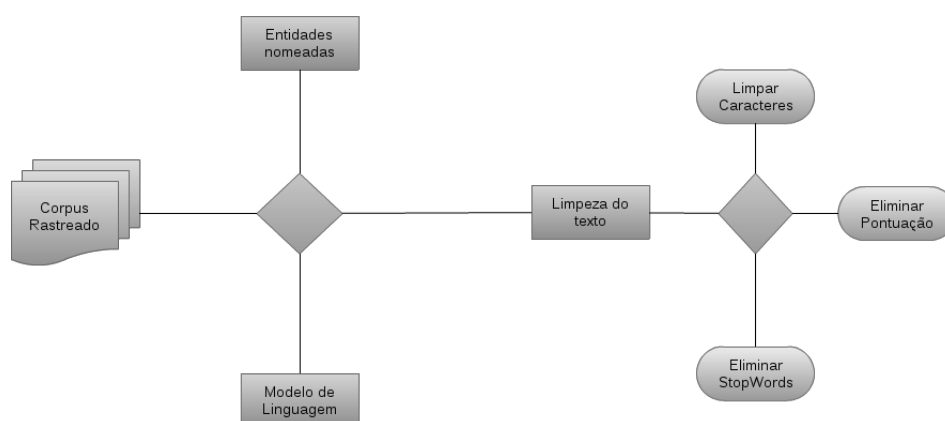 Entidades
nomeadas
Limpar
Caracteres
Corpus
Rastreado
Limpeza do
texto
Eliminar
Pontuação
Modelo de
Linguagem
Eliminar
StopWords